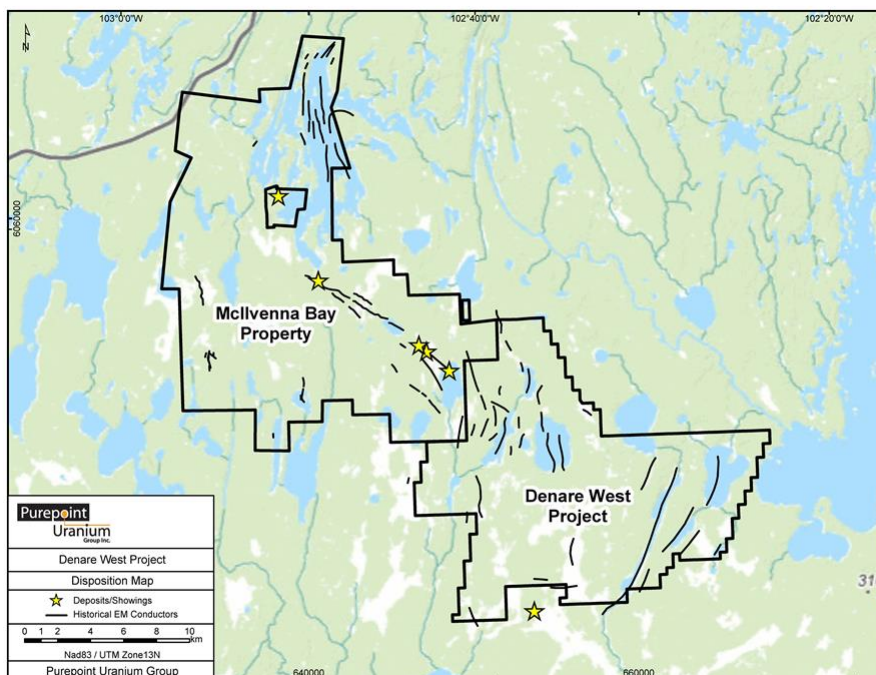 103°0'0"W
102°40'0"W
102°20'0"W
N
6060000
McIlvenna Bay
Property
Denare West
Project
Purepoint
Uranium
Group Inc.
Denare West Project
Disposition Map
Deposits/Showings
Historical EM Conductors
0 1 2 4 6 8 10
km
Nad83 / UTM Zone13N
Purepoint Uranium Group
640000
660000